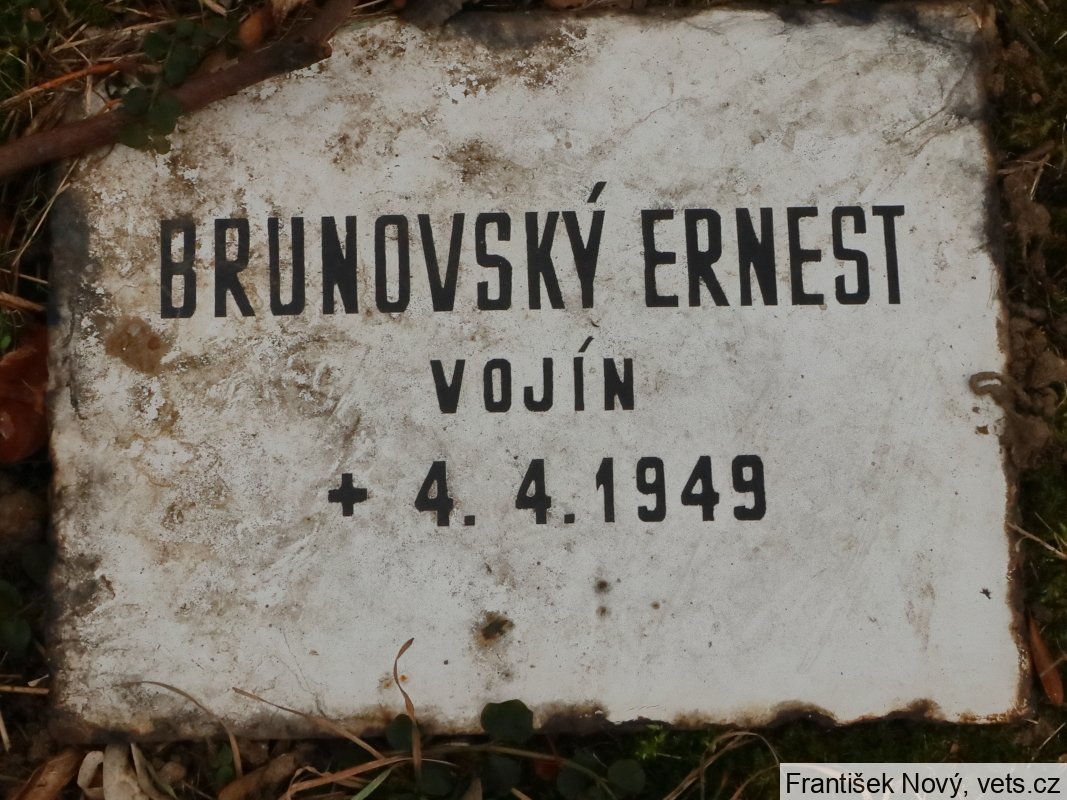 BRUNOVSKÝ ERNEST
VOJÍN
+ 4. 4. 1949
František Nový, vets.cz